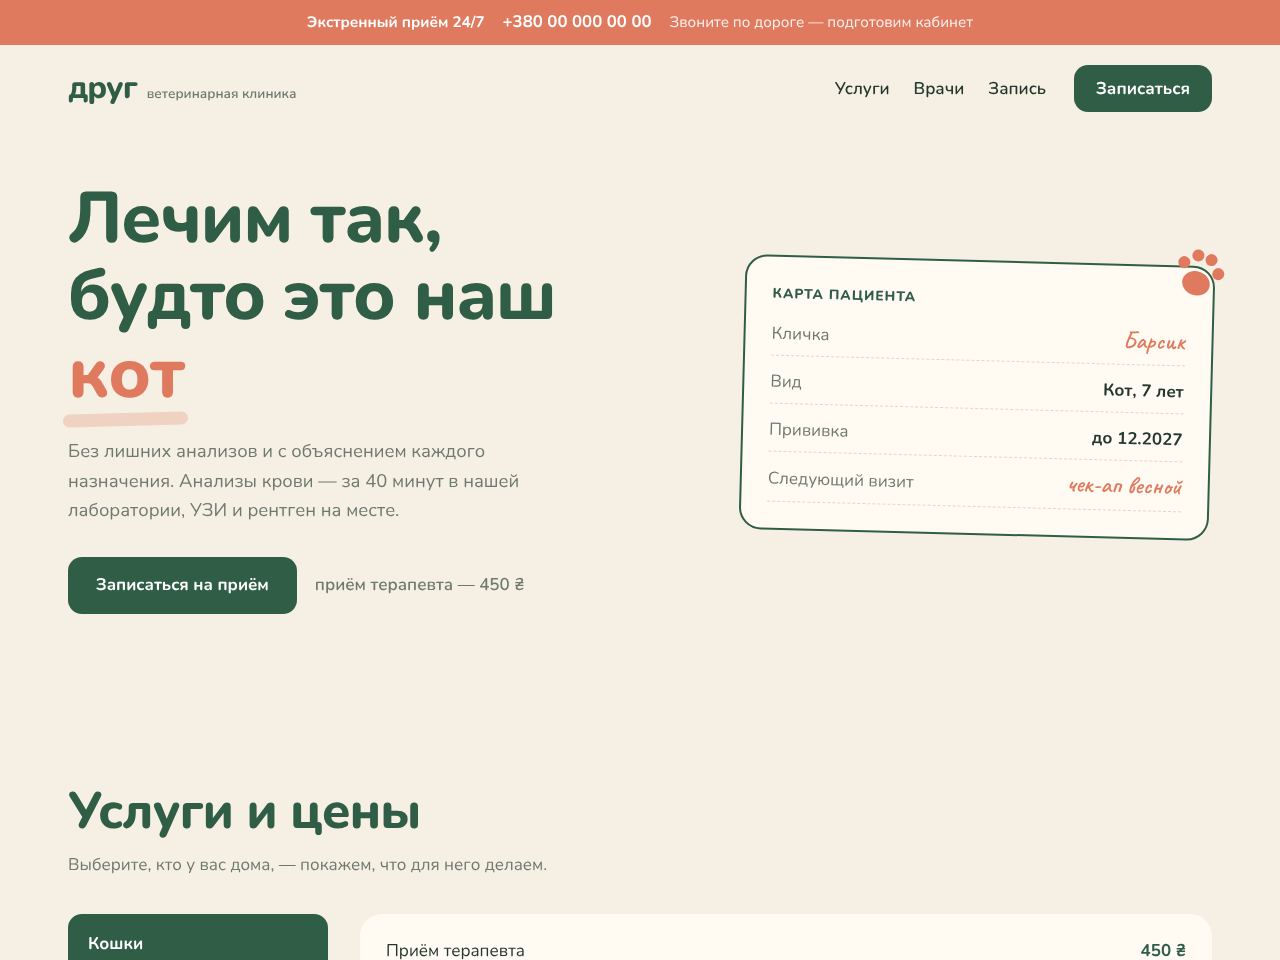 Экстренный приём 24/7 +380 00 000 00 00 Звоните по дороге — подготовим кабинет
друг ветеринарная клиника
Услуги Врачи Запись Записаться
Лечим так,
будто это наш
кот
Без лишних анализов и с объяснением каждого
назначения. Анализы крови — за 40 минут в нашей
лаборатории, УЗИ и рентген на месте.
Записаться на приём приём терапевта — 450 ₴
КАРТА ПАЦИЕНТА
Кличка Барсик
Вид Кот, 7 лет
Прививка до 12.2027
Следующий визит чек-ап весной
Услуги и цены
Выберите, кто у вас дома, — покажем, что для него делаем.
Кошки
Приём терапевта 450 ₴